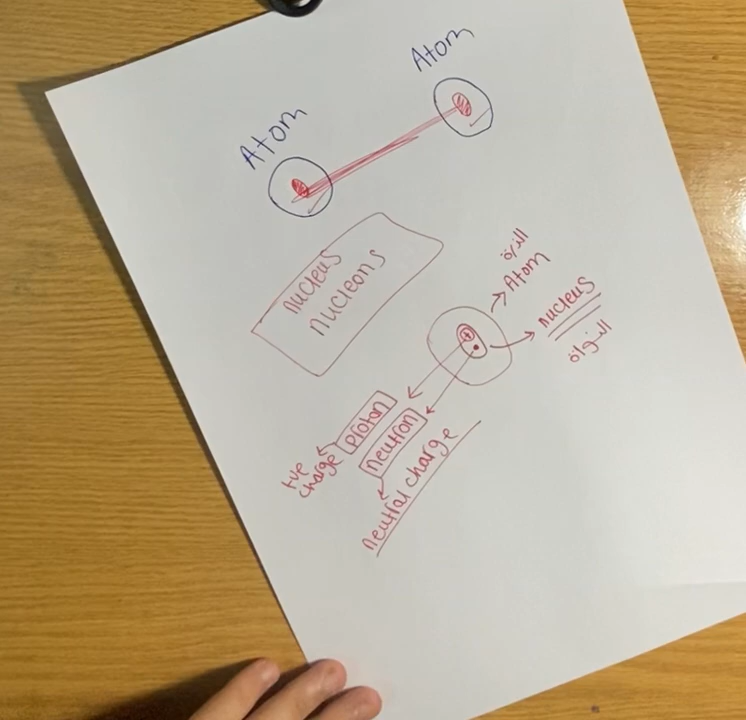 Atom
Atom
nucleus
nucleons
الذرة
Atom
nucleus
النواة
proton
+ve
charge
neutron
neutral charge